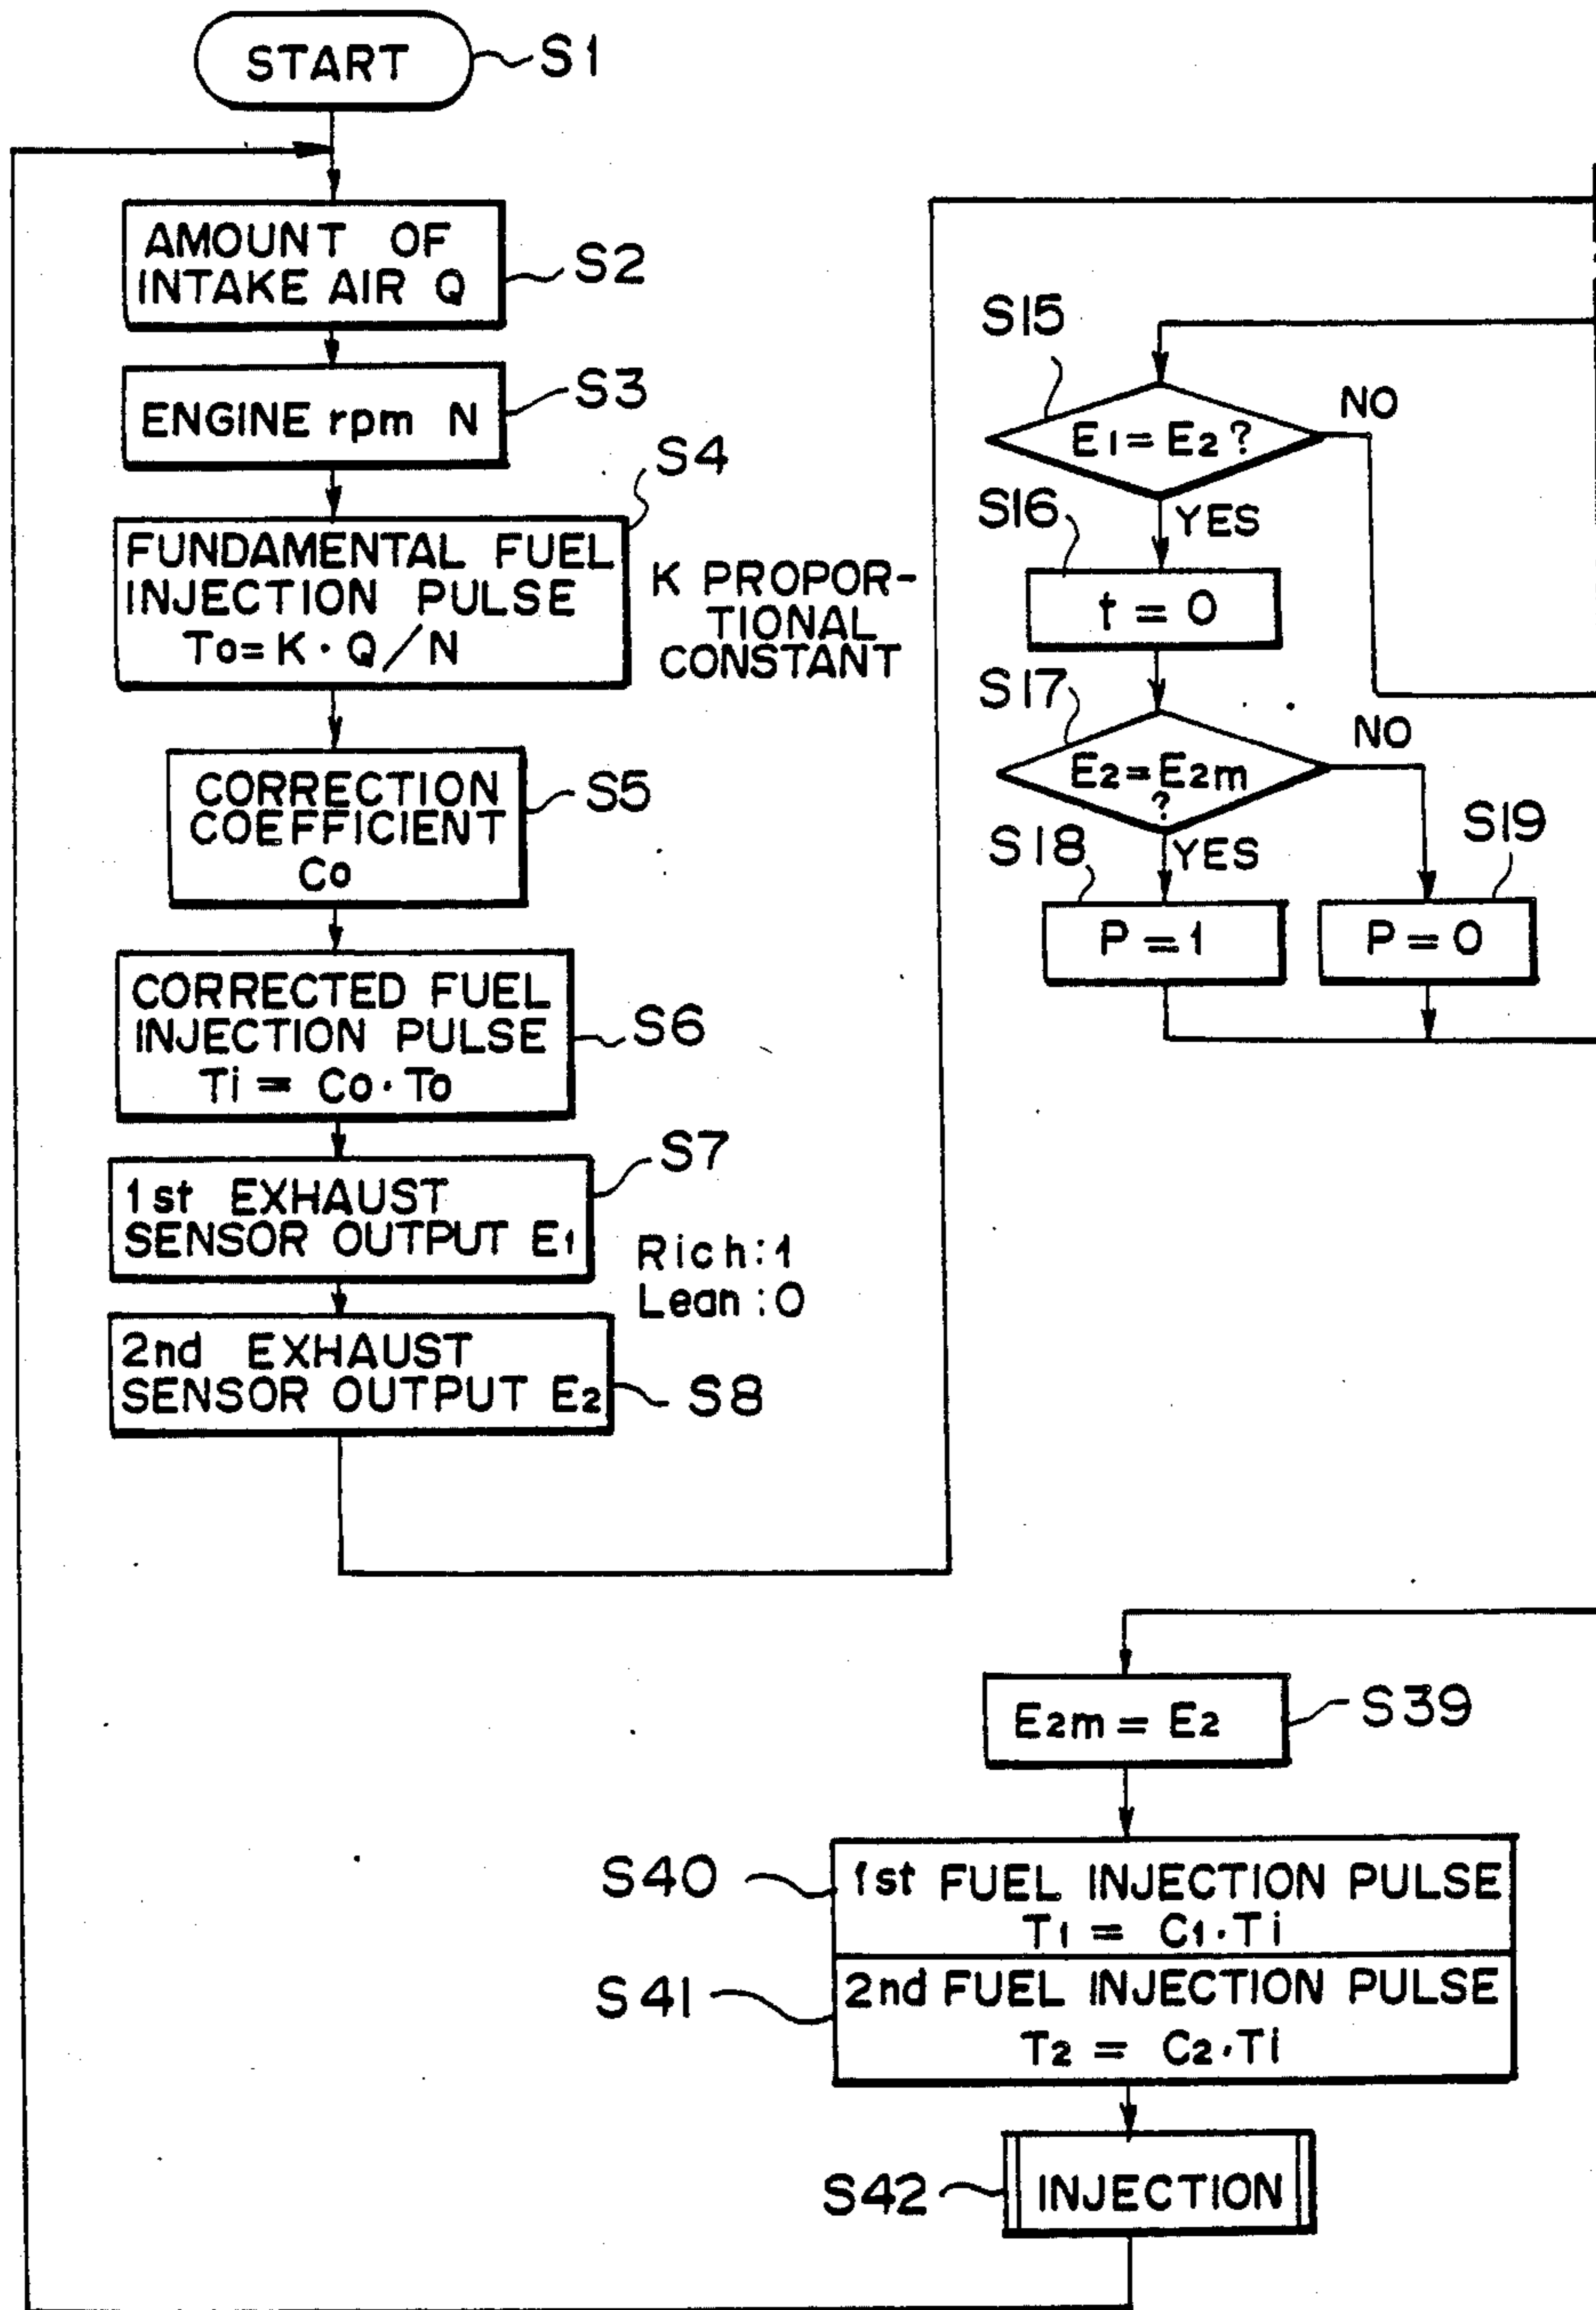 START
S1
AMOUNT OF
INTAKE AIR Q
S2
ENGINE rpm N
S3
S4
FUNDAMENTAL FUEL
INJECTION PULSE
To = K · Q / N
K PROPOR-
TIONAL
CONSTANT
CORRECTION
COEFFICIENT
Co
S5
CORRECTED FUEL
INJECTION PULSE
Ti = Co · To
S6
S7
1st EXHAUST
SENSOR OUTPUT E1
Rich : 1
Lean : 0
2nd EXHAUST
SENSOR OUTPUT E2
S8
S15
E1 = E2 ?
NO
YES
S16
t = 0
S17
E2 = E2m
?
NO
YES
S18
P = 1
S19
P = 0
E2m = E2
S39
S40
1st FUEL INJECTION PULSE
T1 = C1 · Ti
S41
2nd FUEL INJECTION PULSE
T2 = C2 · Ti
S42
INJECTION